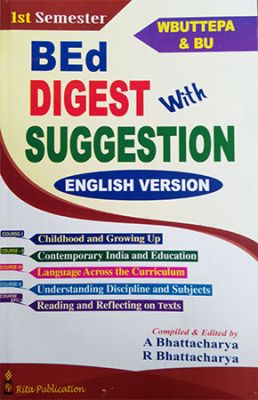 1st Semester
WBUTTEPA
& BU
BEd
DIGEST With
SUGGESTION
ENGLISH VERSION
COURSE-I Childhood and Growing Up
Contemporary India and Education
Language Across the Curriculum
Understanding Discipline and Subjects
Reading and Reflecting on Texts
Compiled & Edited by
A Bhattacharya
R Bhattacharya
Rita Publication